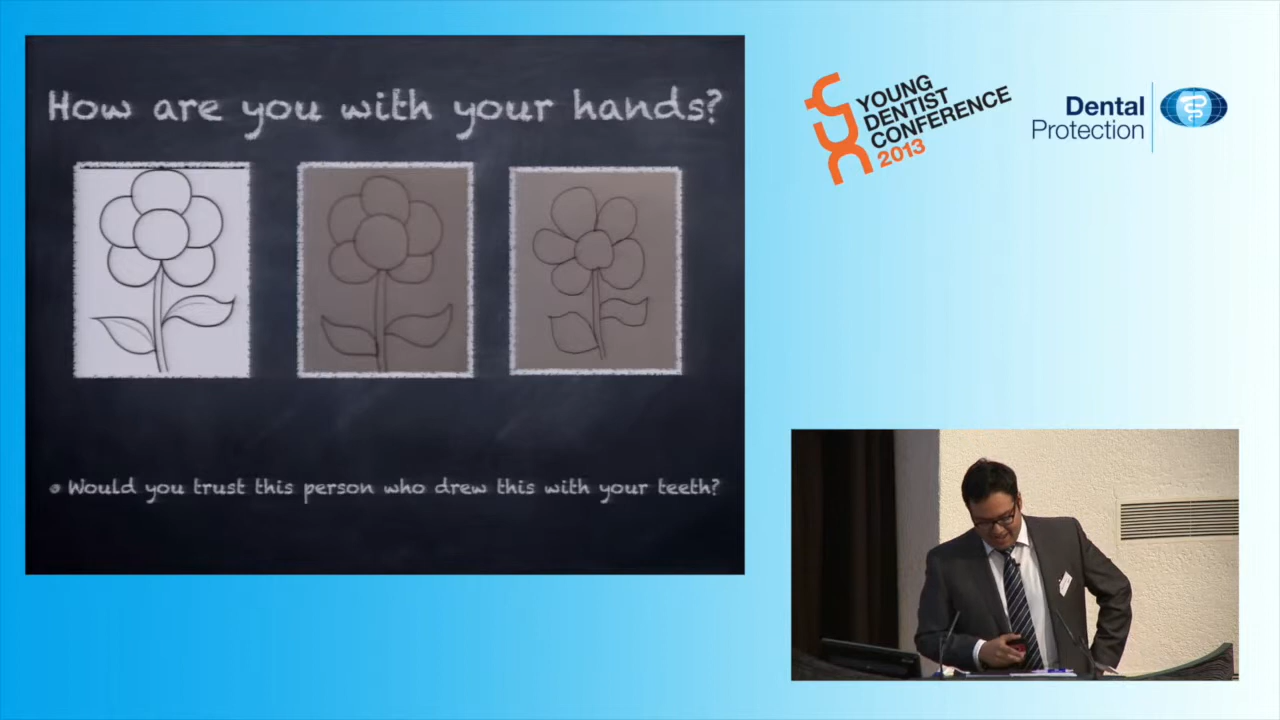 How are you with your hands?
Would you trust this person who drew this with your teeth?
YOUNG
DENTIST
CONFERENCE
2013
Dental
Protection